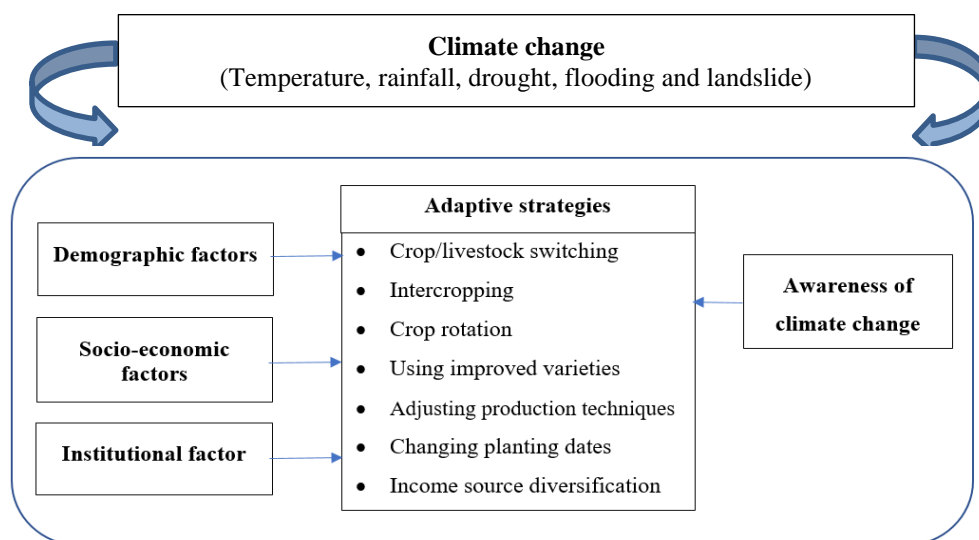 Climate change
(Temperature, rainfall, drought, flooding and landslide)
Demographic factors
Socio-economic
factors
Institutional factor
Adaptive strategies
• Crop/livestock switching
• Intercropping
• Crop rotation
• Using improved varieties
• Adjusting production techniques
• Changing planting dates
• Income source diversification
Awareness of
climate change